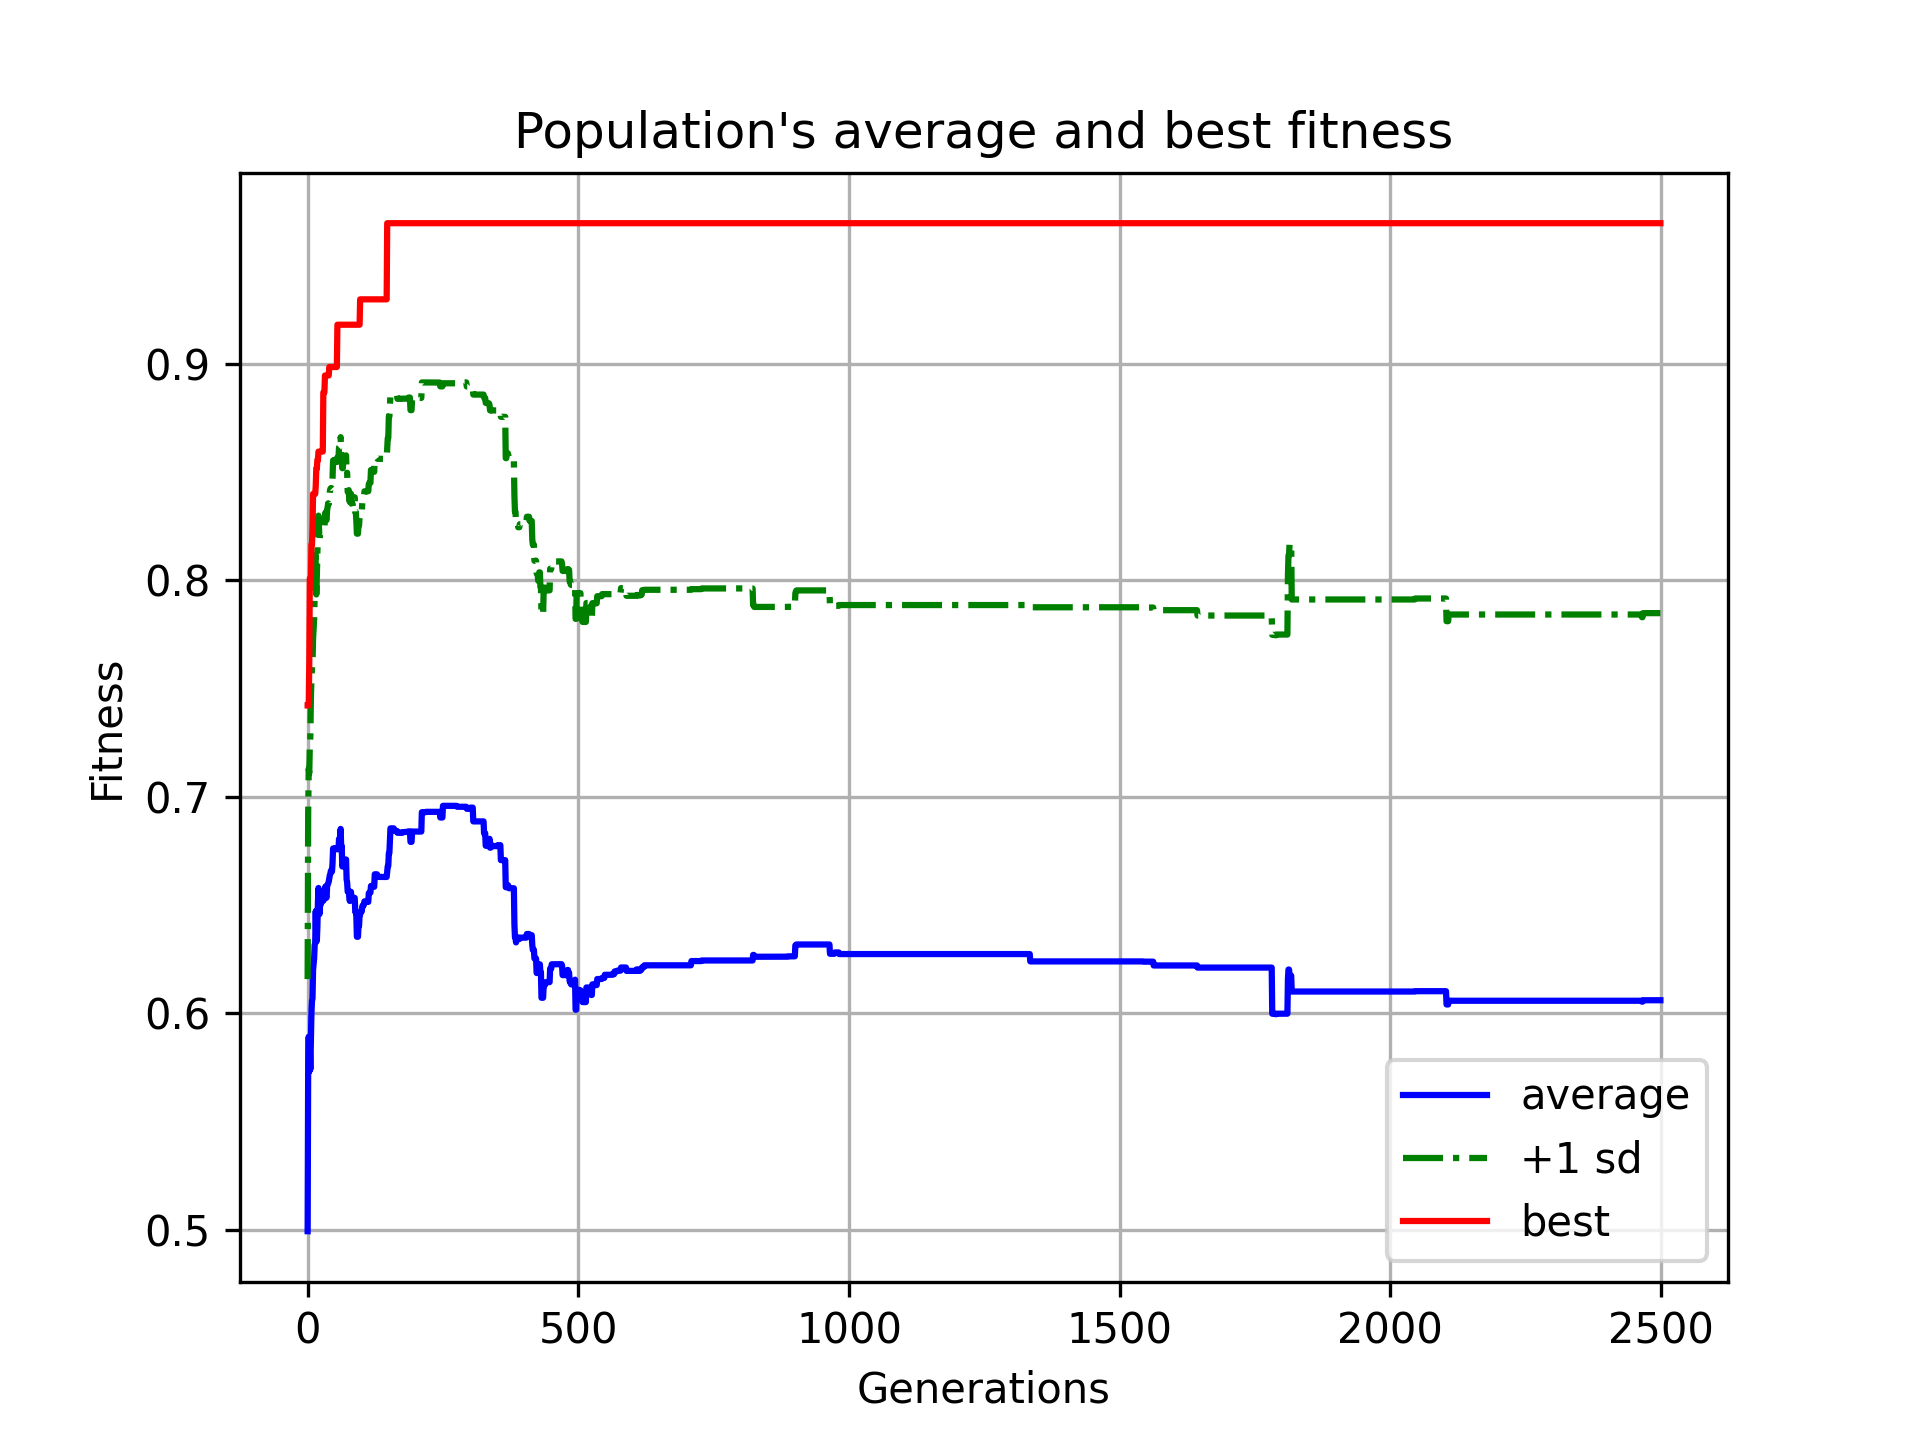 Population's average and best fitness
Fitness
0.9
0.8
0.7
0.6
0.5
0 500 1000 1500 2000 2500
Generations
average
+1 sd
best